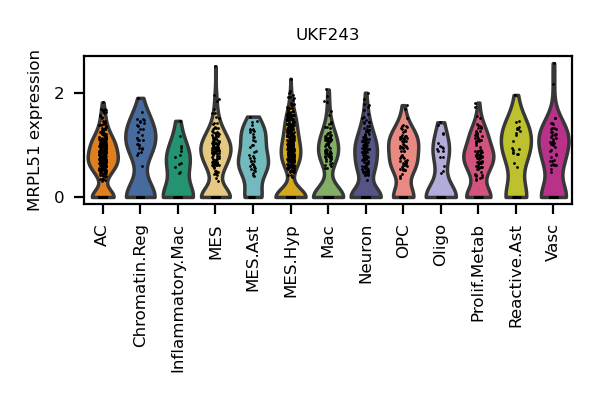 UKF243
MRPL51 expression
2
0
AC
Chromatin.Reg
Inflammatory.Mac
MES
MES.Ast
MES.Hyp
Mac
Neuron
OPC
Oligo
Prolif.Metab
Reactive.Ast
Vasc